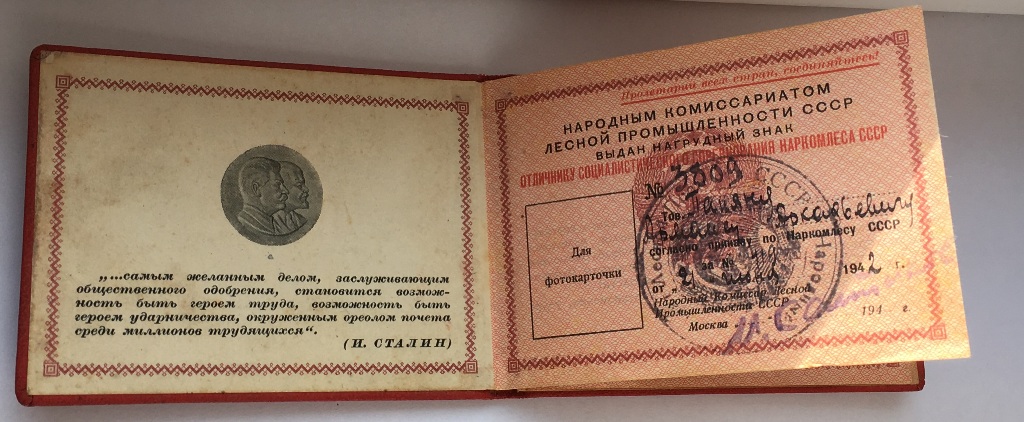 „...самым желанным делом, заслуживающим
общественного одобрения, становится возмож-
ность быть героем труда, возможность быть
героем ударничества, окруженным ореолом почета
среди миллионов трудящихся“.
(И. СТАЛИН)
Пролетарии всех стран, соединяйтесь!
НАРОДНЫМ КОМИССАРИАТОМ
ЛЕСНОЙ ПРОМЫШЛЕННОСТИ СССР
ВЫДАН НАГРУДНЫЙ ЗНАК
ОТЛИЧНИКУ СОЦИАЛИСТИЧЕСКОГО СОРЕВНОВАНИЯ НАРКОМЛЕСА СССР
№ 3309
Тов.
согласно приказу по Наркомлесу СССР
за №
от „ 1942 г.
Для
фотокарточки
Народный Комиссар Лесной
Промышленности СССР
Москва 194 г.